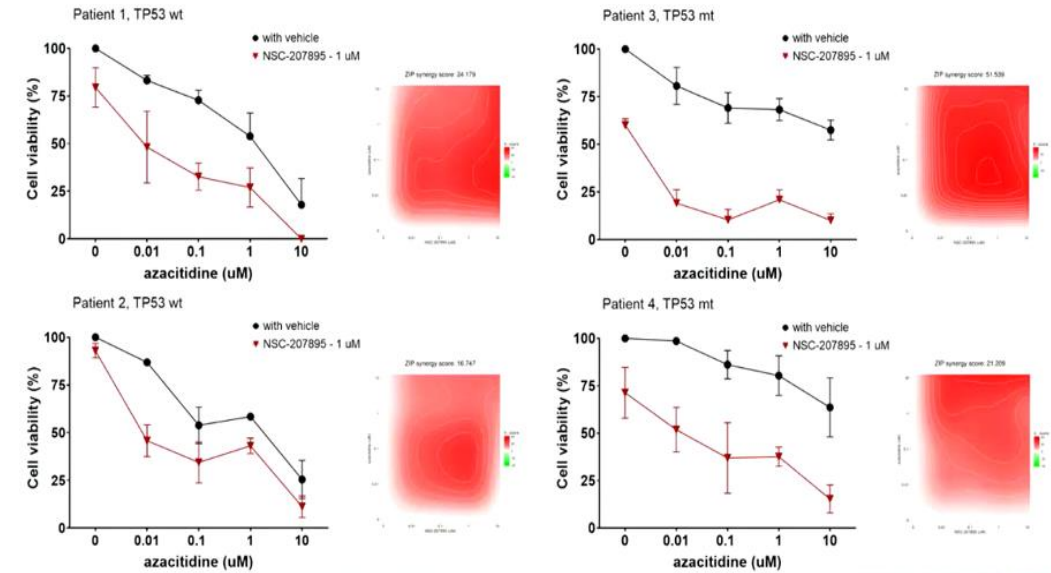 Patient 1, TP53 wt
with vehicle
NSC-207895 - 1 uM
100
75
50
25
0
Cell viability (%)
0 0.01 0.1 1 10
azacitidine (uM)
ZIP synergy score: 24.179
Patient 3, TP53 mt
with vehicle
NSC-207895 - 1 uM
100
75
50
25
0
Cell viability (%)
0 0.01 0.1 1 10
azacitidine (uM)
ZIP synergy score: 51.539
Patient 2, TP53 wt
with vehicle
NSC-207895 - 1 uM
100
75
50
25
0
Cell viability (%)
0 0.01 0.1 1 10
azacitidine (uM)
ZIP synergy score: 16.747
Patient 4, TP53 mt
with vehicle
NSC-207895 - 1 uM
100
75
50
25
0
Cell viability (%)
0 0.01 0.1 1 10
azacitidine (uM)
ZIP synergy score: 21.209